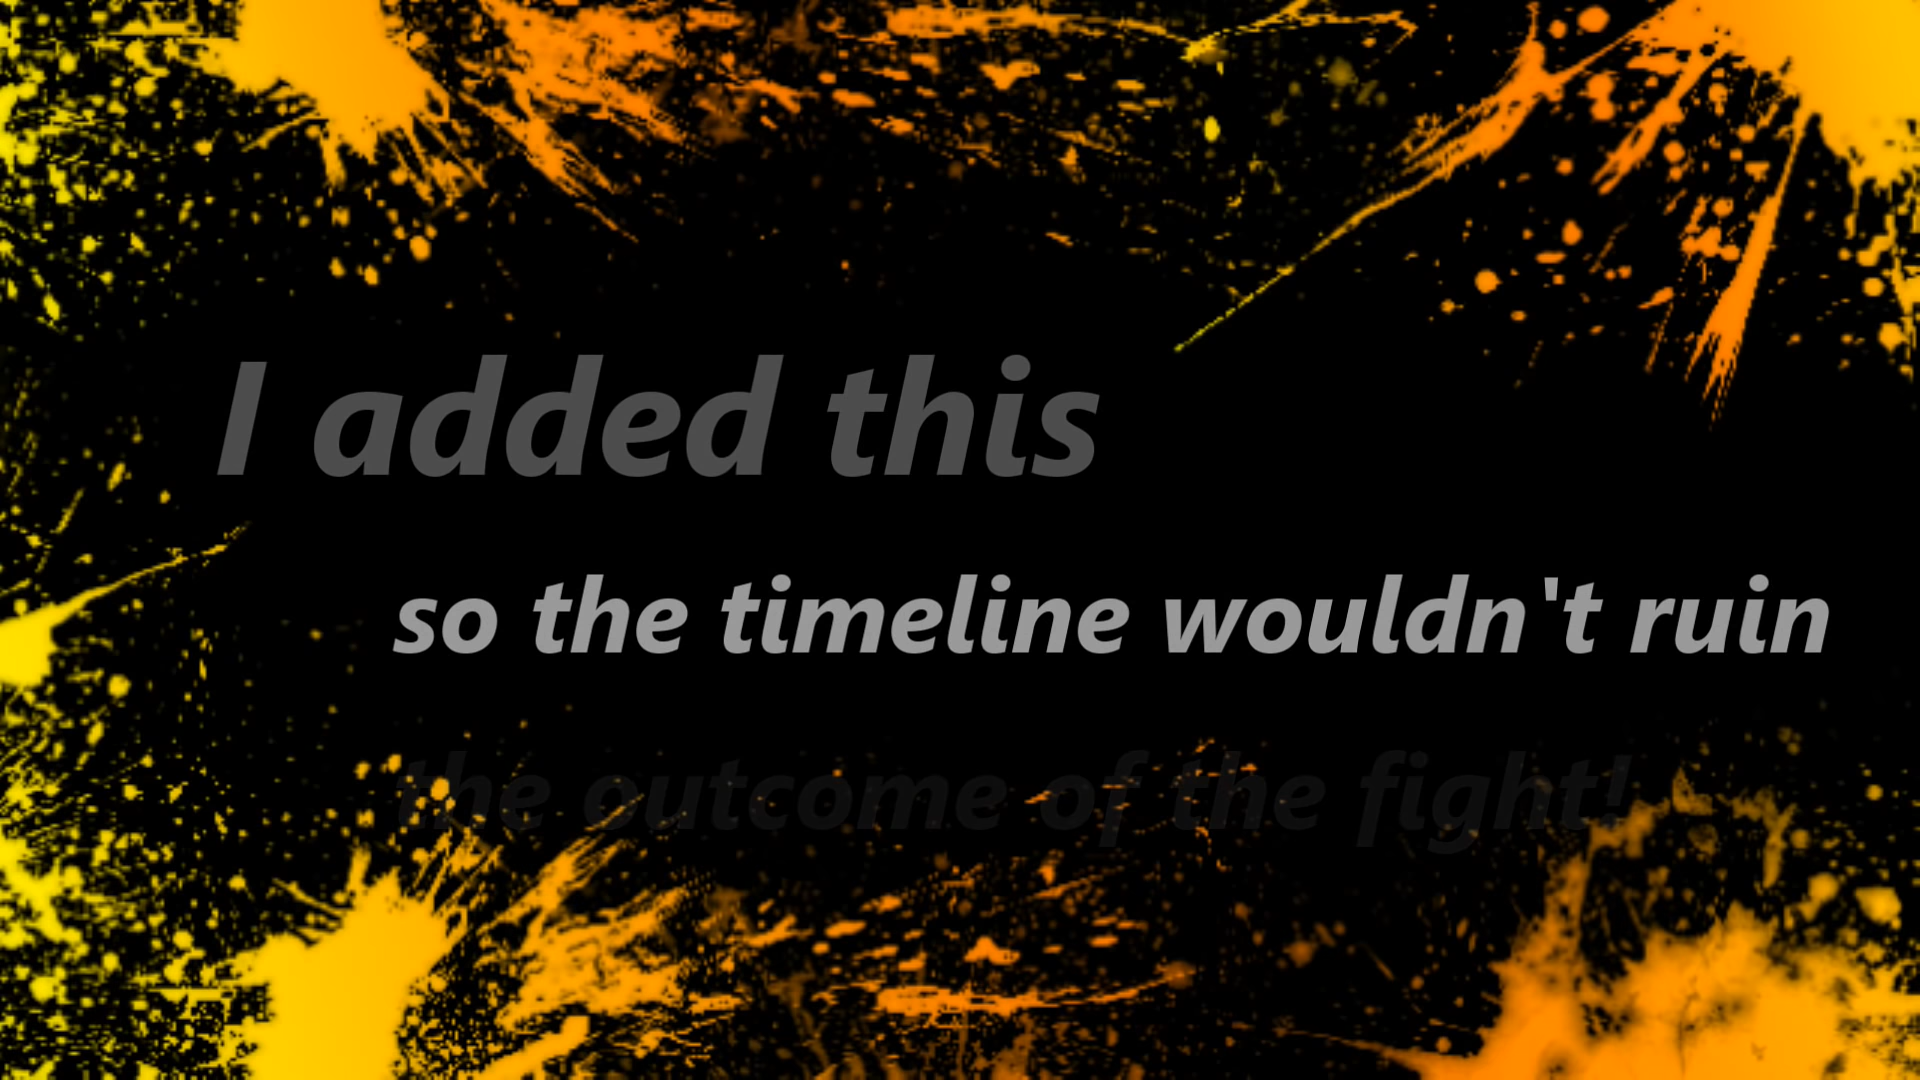 I added this
so the timeline wouldn't ruin
the outcome of the fight!